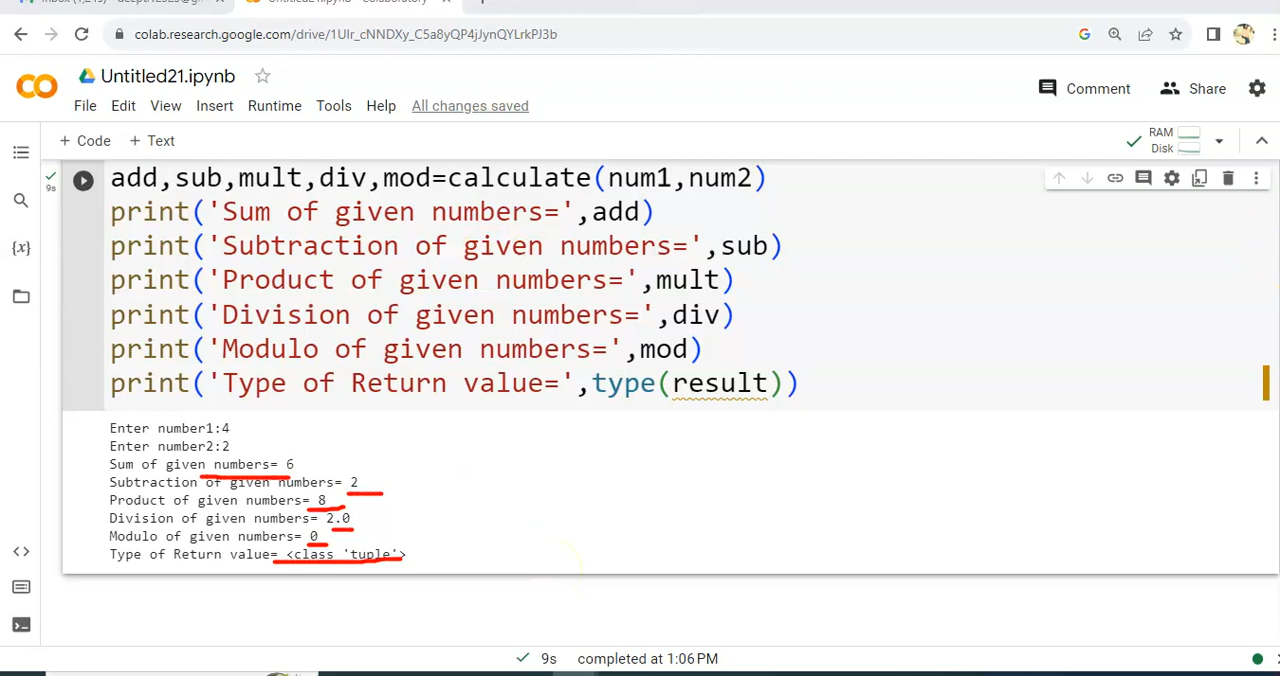 Untitled21.ipynb - Colaboratory
colab.research.google.com/drive/1UIr_cNNDXy_C5a8yQP4jJynQYLrkPJ3b
Untitled21.ipynb
File Edit View Insert Runtime Tools Help All changes saved
Comment Share
+ Code + Text
RAM
Disk
9s
add,sub,mult,div,mod=calculate(num1,num2)
print('Sum of given numbers=',add)
print('Subtraction of given numbers=',sub)
print('Product of given numbers=',mult)
print('Division of given numbers=',div)
print('Modulo of given numbers=',mod)
print('Type of Return value=',type(result))
{x}
Enter number1:4
Enter number2:2
Sum of given numbers= 6
Subtraction of given numbers= 2
Product of given numbers= 8
Division of given numbers= 2.0
Modulo of given numbers= 0
Type of Return value= <class 'tuple'>
9s completed at 1:06 PM